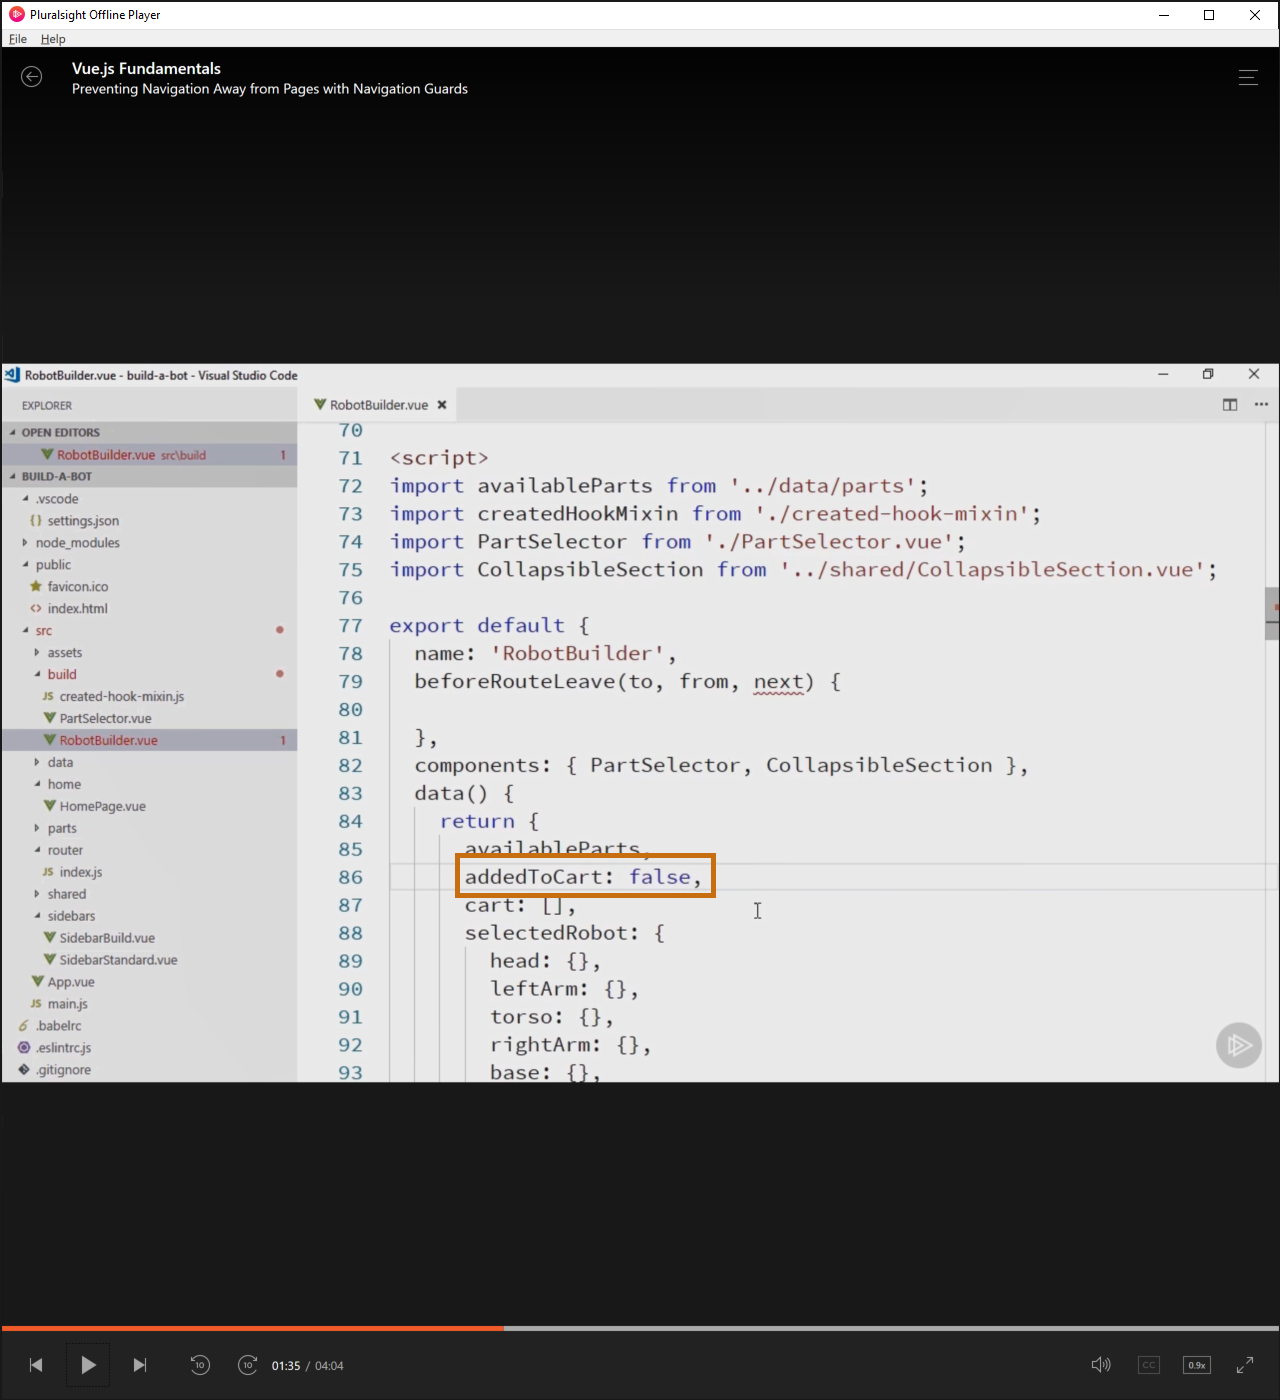 Pluralsight Offline Player
File Help
Vue.js Fundamentals
Preventing Navigation Away from Pages with Navigation Guards
RobotBuilder.vue - build-a-bot - Visual Studio Code
EXPLORER
RobotBuilder.vue
OPEN EDITORS
RobotBuilder.vue src\build 1
BUILD-A-BOT
.vscode
{} settings.json
node_modules
public
favicon.ico
<> index.html
src
assets
build
JS created-hook-mixin.js
PartSelector.vue
RobotBuilder.vue 1
data
home
HomePage.vue
parts
router
JS index.js
shared
sidebars
SidebarBuild.vue
SidebarStandard.vue
App.vue
JS main.js
6 .babelrc
.eslintrc.js
.gitignore
70
71 <script>
72 import availableParts from '../data/parts';
73 import createdHookMixin from './created-hook-mixin';
74 import PartSelector from './PartSelector.vue';
75 import CollapsibleSection from '../shared/CollapsibleSection.vue';
76
77 export default {
78 name: 'RobotBuilder',
79 beforeRouteLeave(to, from, next) {
80
81 },
82 components: { PartSelector, CollapsibleSection },
83 data() {
84 return {
85 availableParts,
86 addedToCart: false,
87 cart: [],
88 selectedRobot: {
89 head: {},
90 leftArm: {},
91 torso: {},
92 rightArm: {},
93 base: {},
10 10 01:35 / 04:04 CC 0.9x